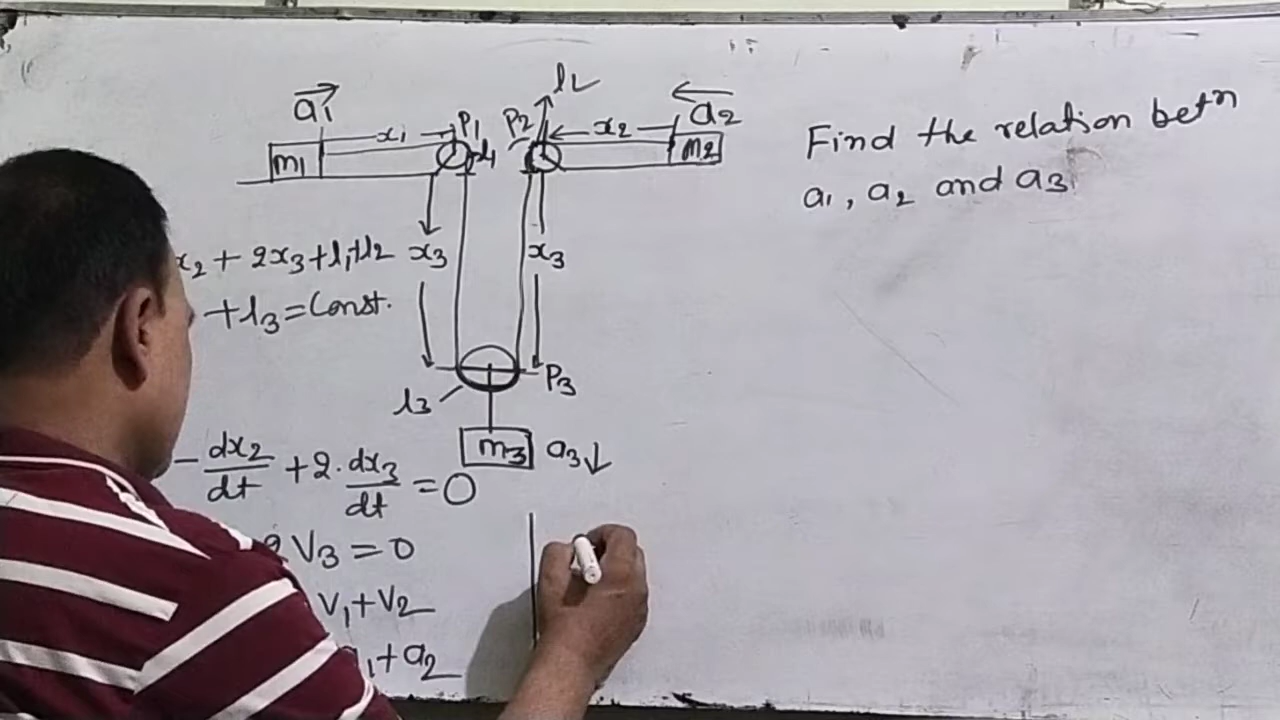 l2
a1
a2
x1
P1
P2
x2
m1
l1
m2
Find the relation betn
a1, a2 and a3
x2 + 2x3 + l1 + l2
x3
x3
+ l3 = Const.
P3
l3
m3
a3↓
- dx2/dt + 2. dx3/dt = 0
2V3 = 0
V1 + V2
a1 + a2